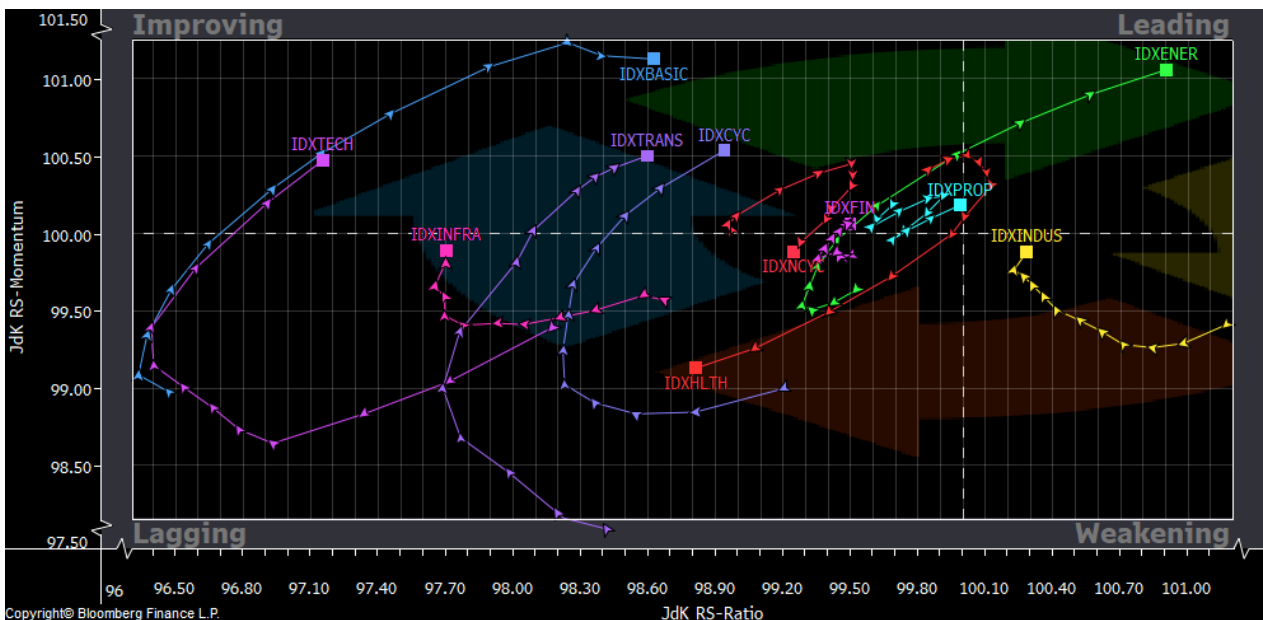 101.50
Improving
Leading
IDXENER
101.00
IDXBASIC
IDXTECH
IDXTRANS
IDXCYC
100.50
IDXPROP
IDXFIN
IDXINFRA
IDXINDUS
100.00
IDXNCYC
JdK RS-Momentum
99.50
IDXHLTH
99.00
98.50
97.50
Lagging
Weakening
96
96.50
96.80
97.10
97.40
97.70
98.00
98.30
98.60
98.90
99.20
99.50
99.80
100.10
100.40
100.70
101.00
Copyright© Bloomberg Finance L.P.
JdK RS-Ratio